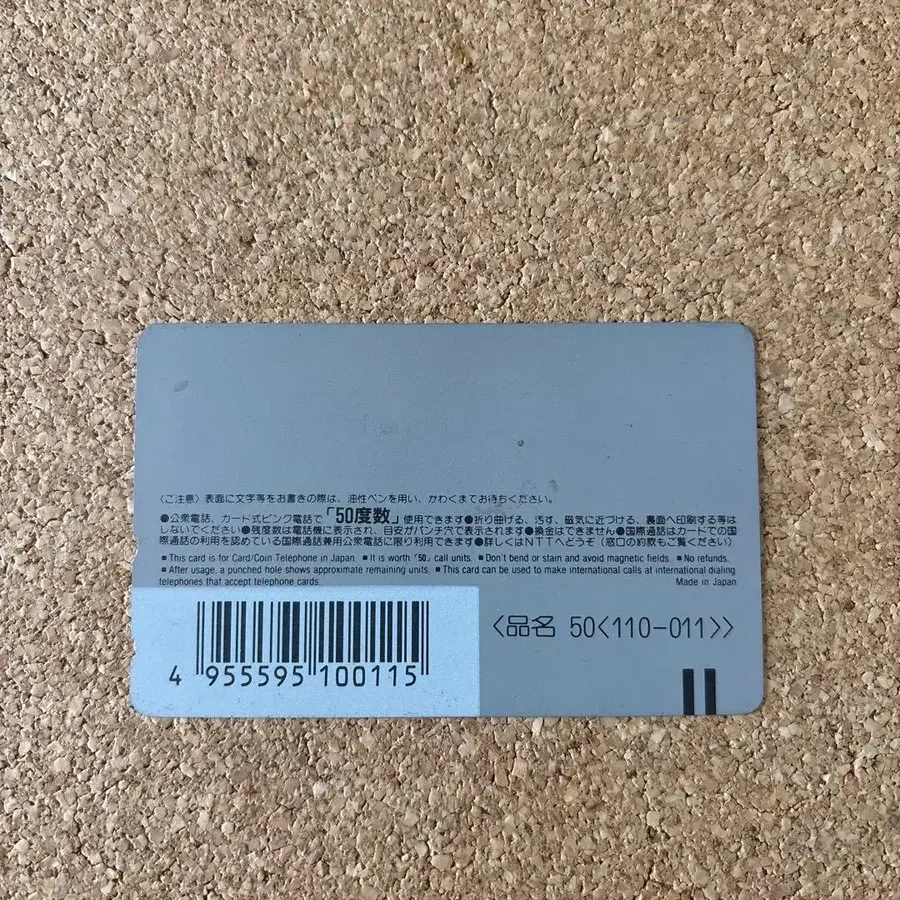 〈ご注意〉表面に文字等をお書きの際は、油性ペンを用い、かわくまでお待ちください。
●公衆電話、カード式ピンク電話で「50度数」使用できます●折り曲げる、汚す、磁気に近づける、裏面へ印刷する等は
しないでください●残度数は電話機に表示され、目安がパンチ穴で表示されます●換金はできません●国際通話はカードでの国
際通話の利用を認めている国際通話兼用公衆電話に限り利用できます●詳しくはNTTへどうぞ（窓口の約款もご覧ください）
■ This card is for Card/Coin Telephone in Japan. ■ It is worth「50」call units. ■ Don't bend or stain and avoid magnetic fields. ■ No refunds.
■ After usage, a punched hole shows approximate remaining units. ■ This card can be used to make international calls at international dialing
telephones that accept telephone cards. Made in Japan
〈品名 50〈110-011〉〉
4 955595 100115